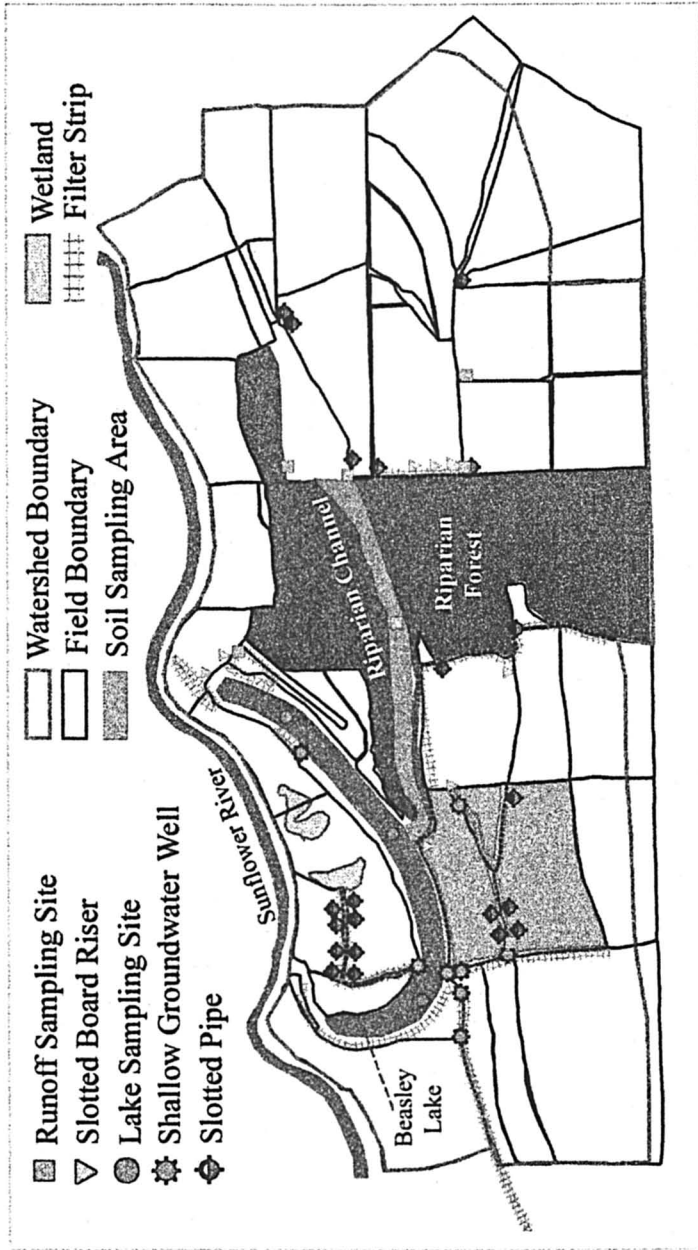 Runoff Sampling Site
Slotted Board Riser
Lake Sampling Site
Shallow Groundwater Well
Slotted Pipe
Watershed Boundary
Field Boundary
Soil Sampling Area
Wetland
Filter Strip
Sunflower River
Riparian Channel
Riparian
Forest
Beasley
Lake